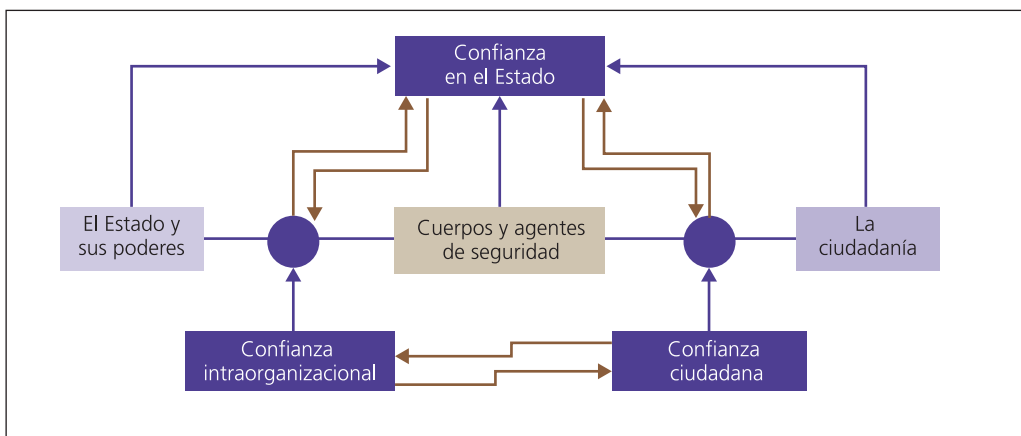 Confianza
en el Estado
El Estado y
sus poderes
Cuerpos y agentes
de seguridad
La
ciudadanía
Confianza
intraorganizacional
Confianza
ciudadana